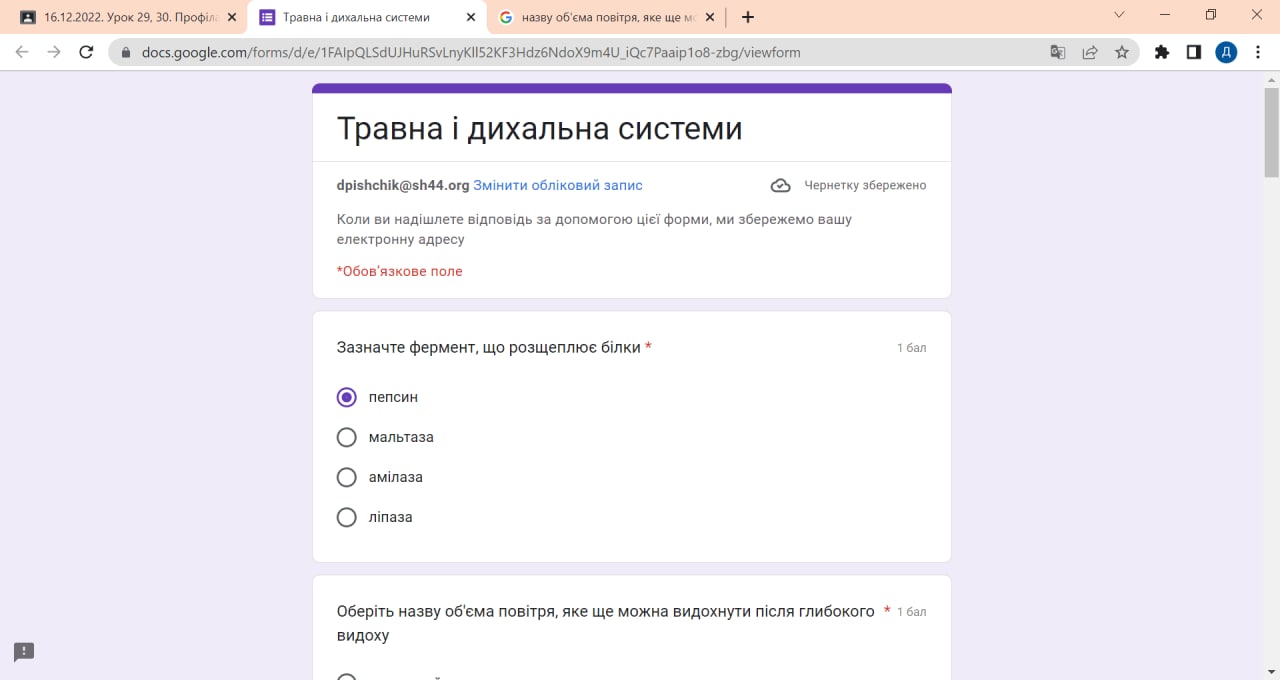 16.12.2022. Урок 29, 30. Профіла
Травна і дихальна системи
назву об'єма повітря, яке ще мо
docs.google.com/forms/d/e/1FAIpQLSdUJHuRSvLnyKlI52KF3Hdz6NdoX9m4U_iQc7Paaip1o8-zbg/viewform
Д
Травна і дихальна системи
dpishchik@sh44.org Змінити обліковий запис
Чернетку збережено
Коли ви надішлете відповідь за допомогою цієї форми, ми збережемо вашу
електронну адресу
*Обов'язкове поле
Зазначте фермент, що розщеплює білки *
1 бал
пепсин
мальтаза
амілаза
ліпаза
Оберіть назву об'єма повітря, яке ще можна видохнути після глибокого * 1 бал
видоху